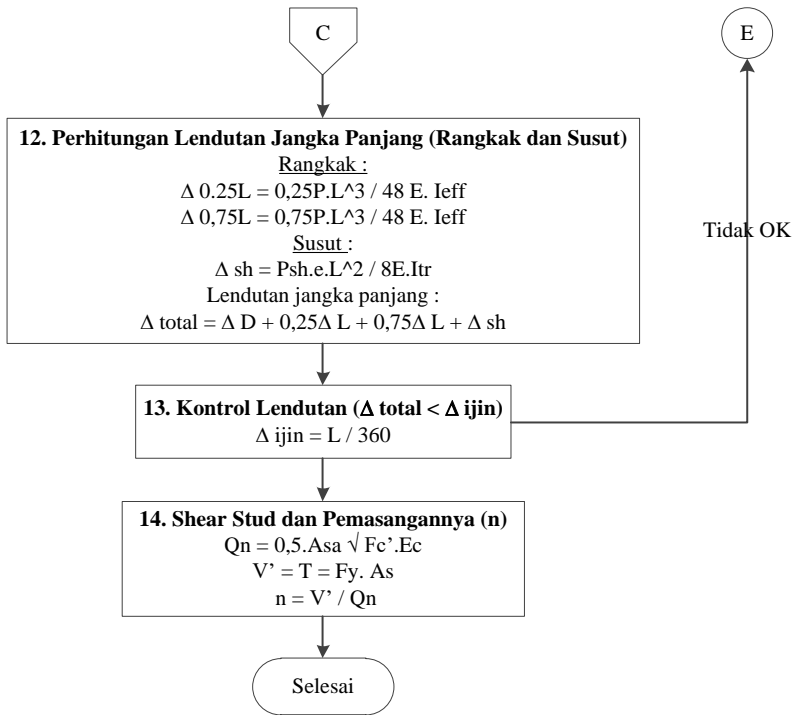 C
E
12. Perhitungan Lendutan Jangka Panjang (Rangkak dan Susut)
Rangkak :
Δ 0.25L = 0,25P.L^3 / 48 E. Ieff
Δ 0,75L = 0,75P.L^3 / 48 E. Ieff
Susut :
Δ sh = Psh.e.L^2 / 8E.Itr
Lendutan jangka panjang :
Δ total = Δ D + 0,25Δ L + 0,75Δ L + Δ sh
Tidak OK
13. Kontrol Lendutan (Δ total < Δ ijin)
Δ ijin = L / 360
14. Shear Stud dan Pemasangannya (n)
Qn = 0,5.Asa √ Fc’.Ec
V’ = T = Fy. As
n = V’ / Qn
Selesai